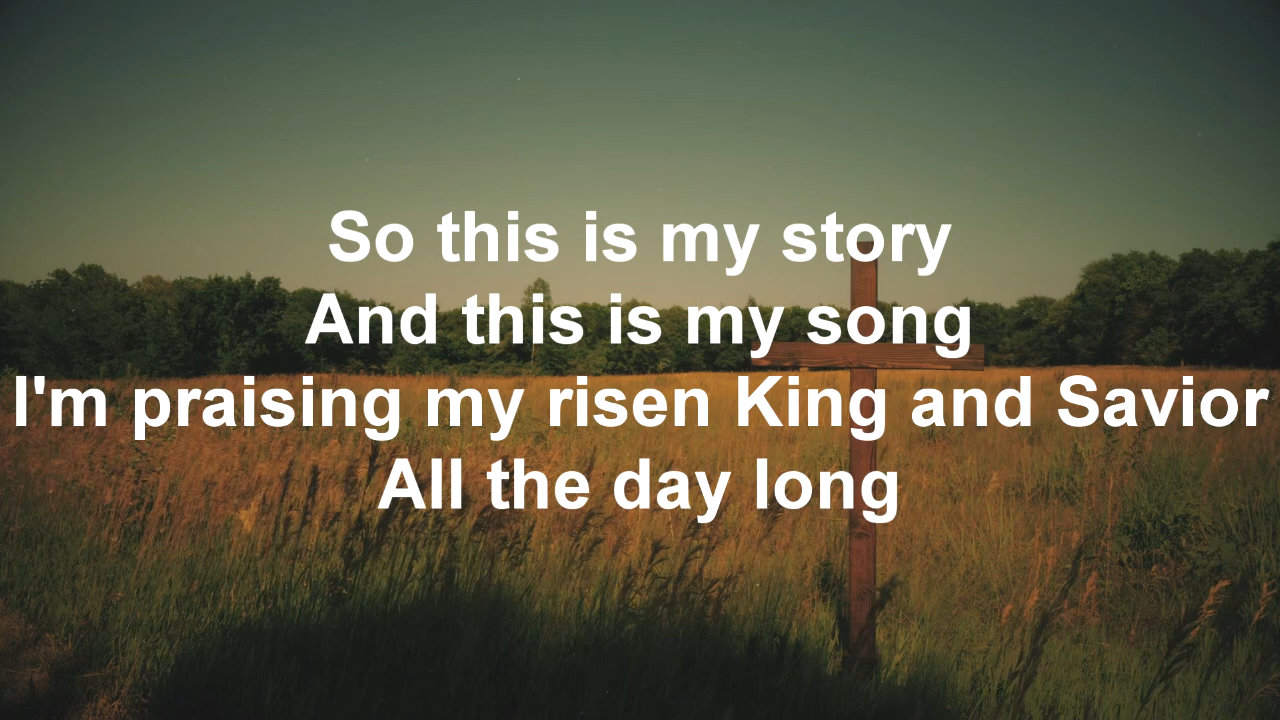 So this is my story
And this is my song
I'm praising my risen King and Savior
All the day long